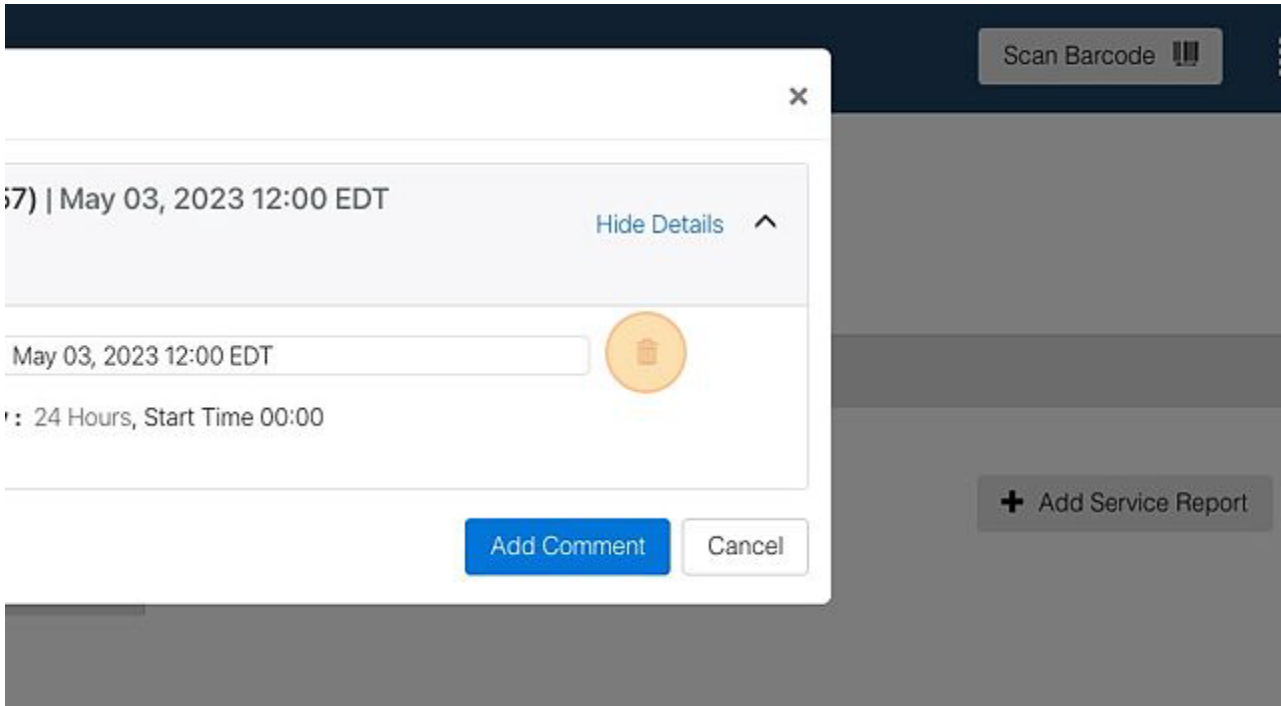 Scan Barcode
×
57) | May 03, 2023 12:00 EDT
Hide Details
May 03, 2023 12:00 EDT
: 24 Hours, Start Time 00:00
Add Service Report
Add Comment
Cancel